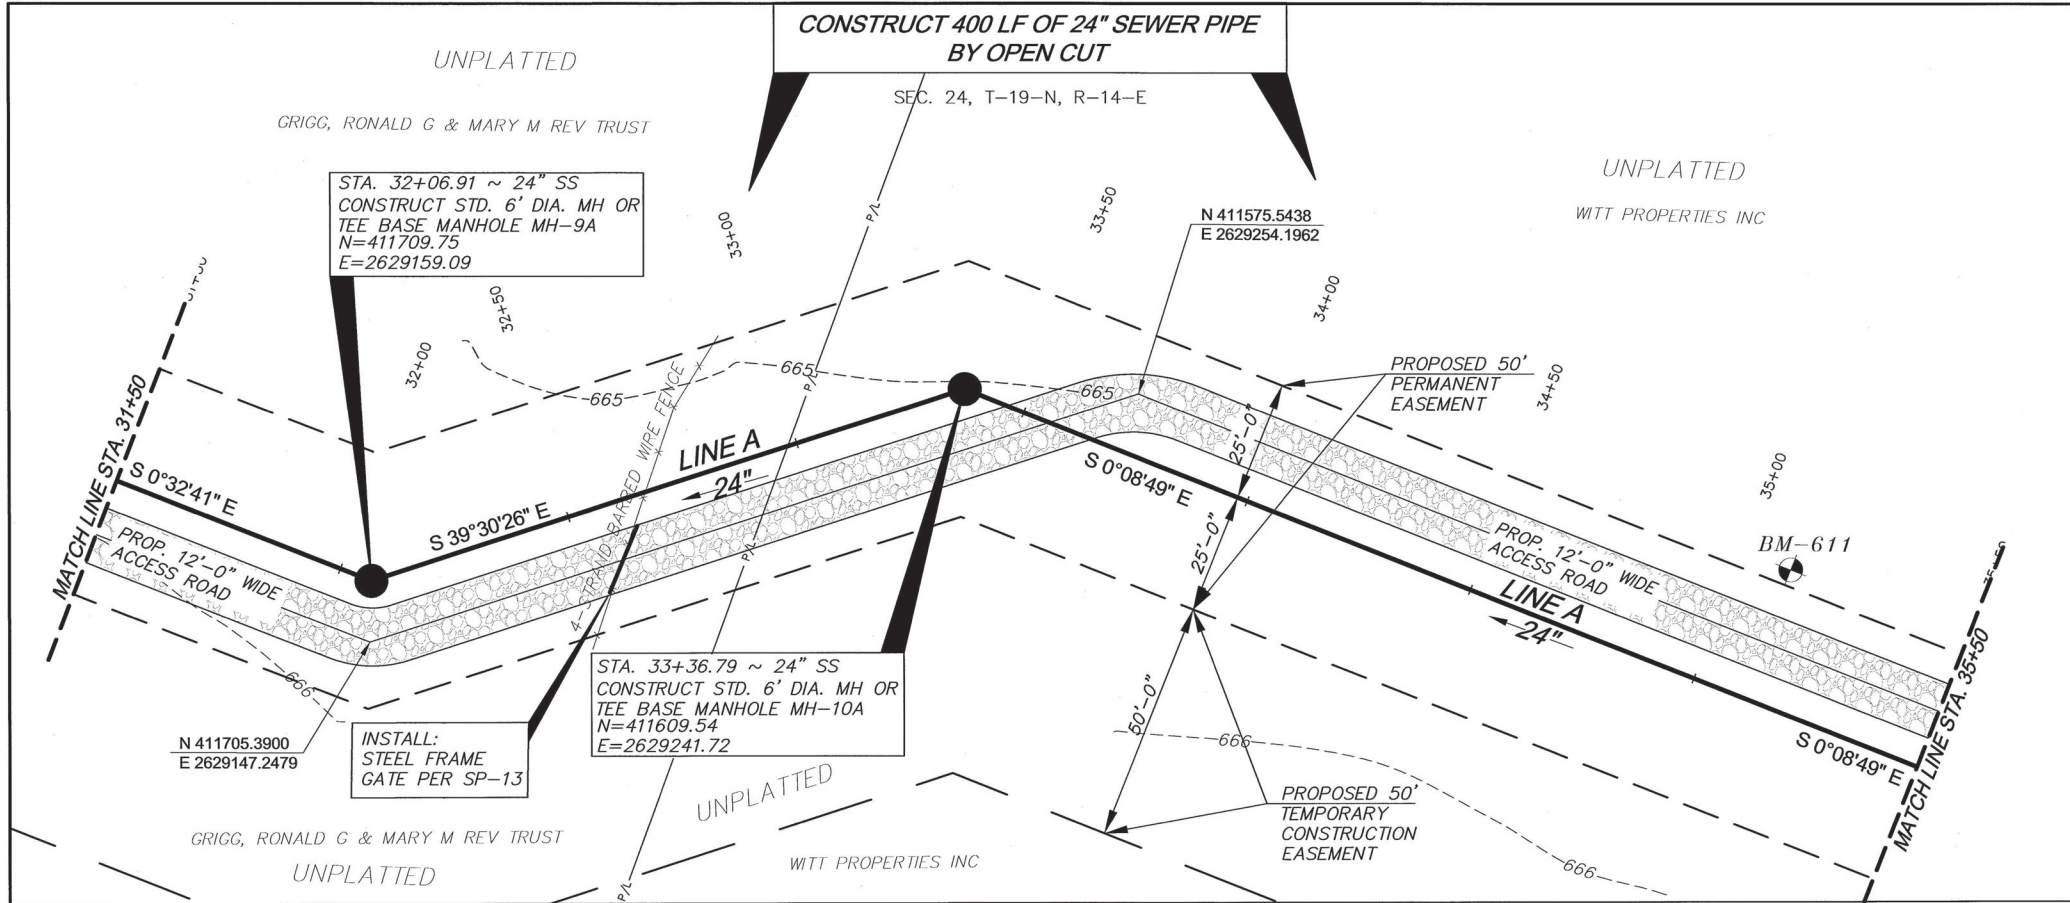 CONSTRUCT 400 LF OF 24" SEWER PIPE
BY OPEN CUT
SEC. 24, T-19-N, R-14-E
UNPLATTED
GRIGG, RONALD G & MARY M REV TRUST
UNPLATTED
WITT PROPERTIES INC
STA. 32+06.91 ~ 24" SS
CONSTRUCT STD. 6' DIA. MH OR
TEE BASE MANHOLE MH-9A
N=411709.75
E=2629159.09
N 411575.5438
E 2629254.1962
32+00
32+50
33+00
33+50
34+00
34+50
35+00
P/L
P/L
P/L
P/L
665
665
665
4-STRAND BARBED WIRE FENCE
PROPOSED 50'
PERMANENT
EASEMENT
25'-0"
25'-0"
50'-0"
MATCH LINE STA. 31+50
S 0°32'41" E
S 39°30'26" E
LINE A
24"
S 0°08'49" E
PROP. 12'-0" WIDE
ACCESS ROAD
PROP. 12'-0" WIDE
ACCESS ROAD
LINE A
24"
BM-611
S 0°08'49" E
MATCH LINE STA. 35+50
666
666
666
N 411705.3900
E 2629147.2479
INSTALL:
STEEL FRAME
GATE PER SP-13
STA. 33+36.79 ~ 24" SS
CONSTRUCT STD. 6' DIA. MH OR
TEE BASE MANHOLE MH-10A
N=411609.54
E=2629241.72
PROPOSED 50'
TEMPORARY
CONSTRUCTION
EASEMENT
UNPLATTED
WITT PROPERTIES INC
GRIGG, RONALD G & MARY M REV TRUST
UNPLATTED